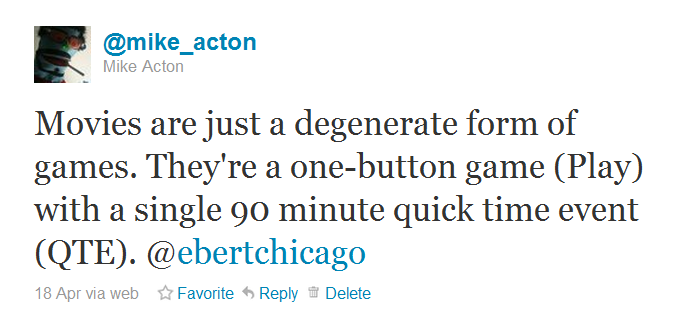 @mike_acton
Mike Acton
Movies are just a degenerate form of
games. They're a one-button game (Play)
with a single 90 minute quick time event
(QTE). @ebertchicago
18 Apr via web Favorite Reply Delete